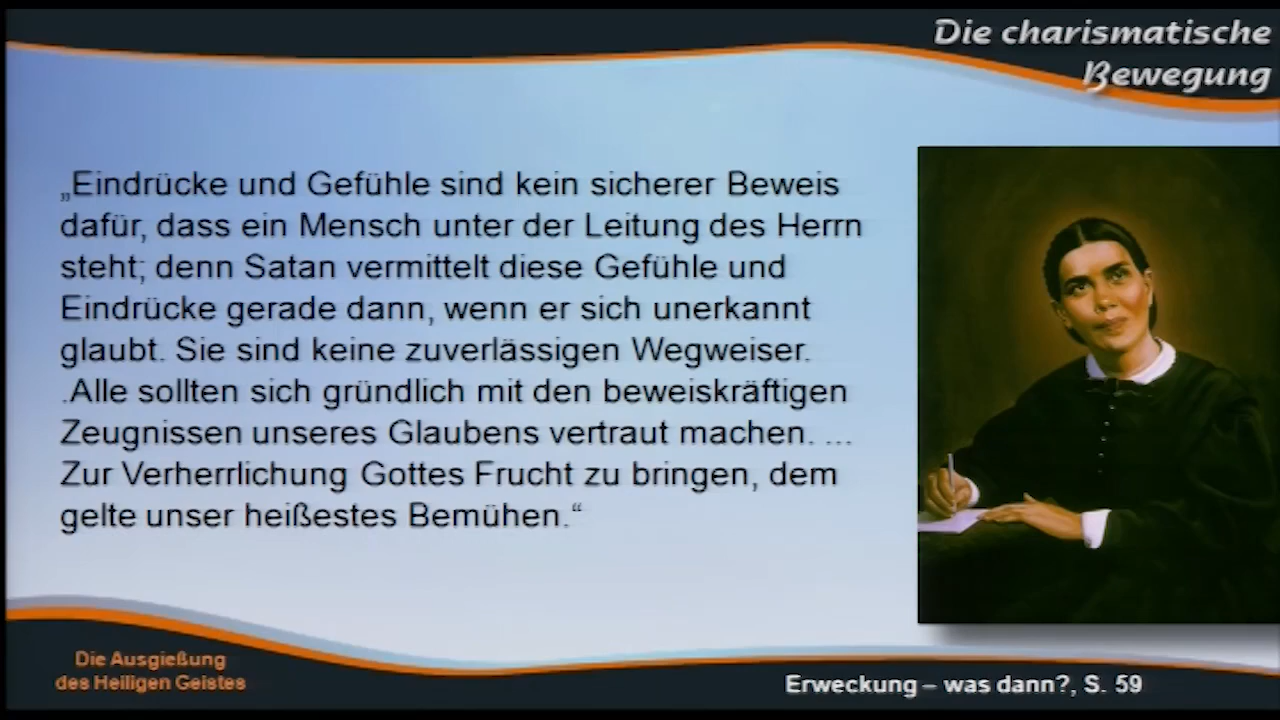 Die charismatische
Bewegung
„Eindrücke und Gefühle sind kein sicherer Beweis
dafür, dass ein Mensch unter der Leitung des Herrn
steht; denn Satan vermittelt diese Gefühle und
Eindrücke gerade dann, wenn er sich unerkannt
glaubt. Sie sind keine zuverlässigen Wegweiser.
.Alle sollten sich gründlich mit den beweiskräftigen
Zeugnissen unseres Glaubens vertraut machen. ...
Zur Verherrlichung Gottes Frucht zu bringen, dem
gelte unser heißestes Bemühen.“
Die Ausgießung
des Heiligen Geistes
Erweckung – was dann?, S. 59